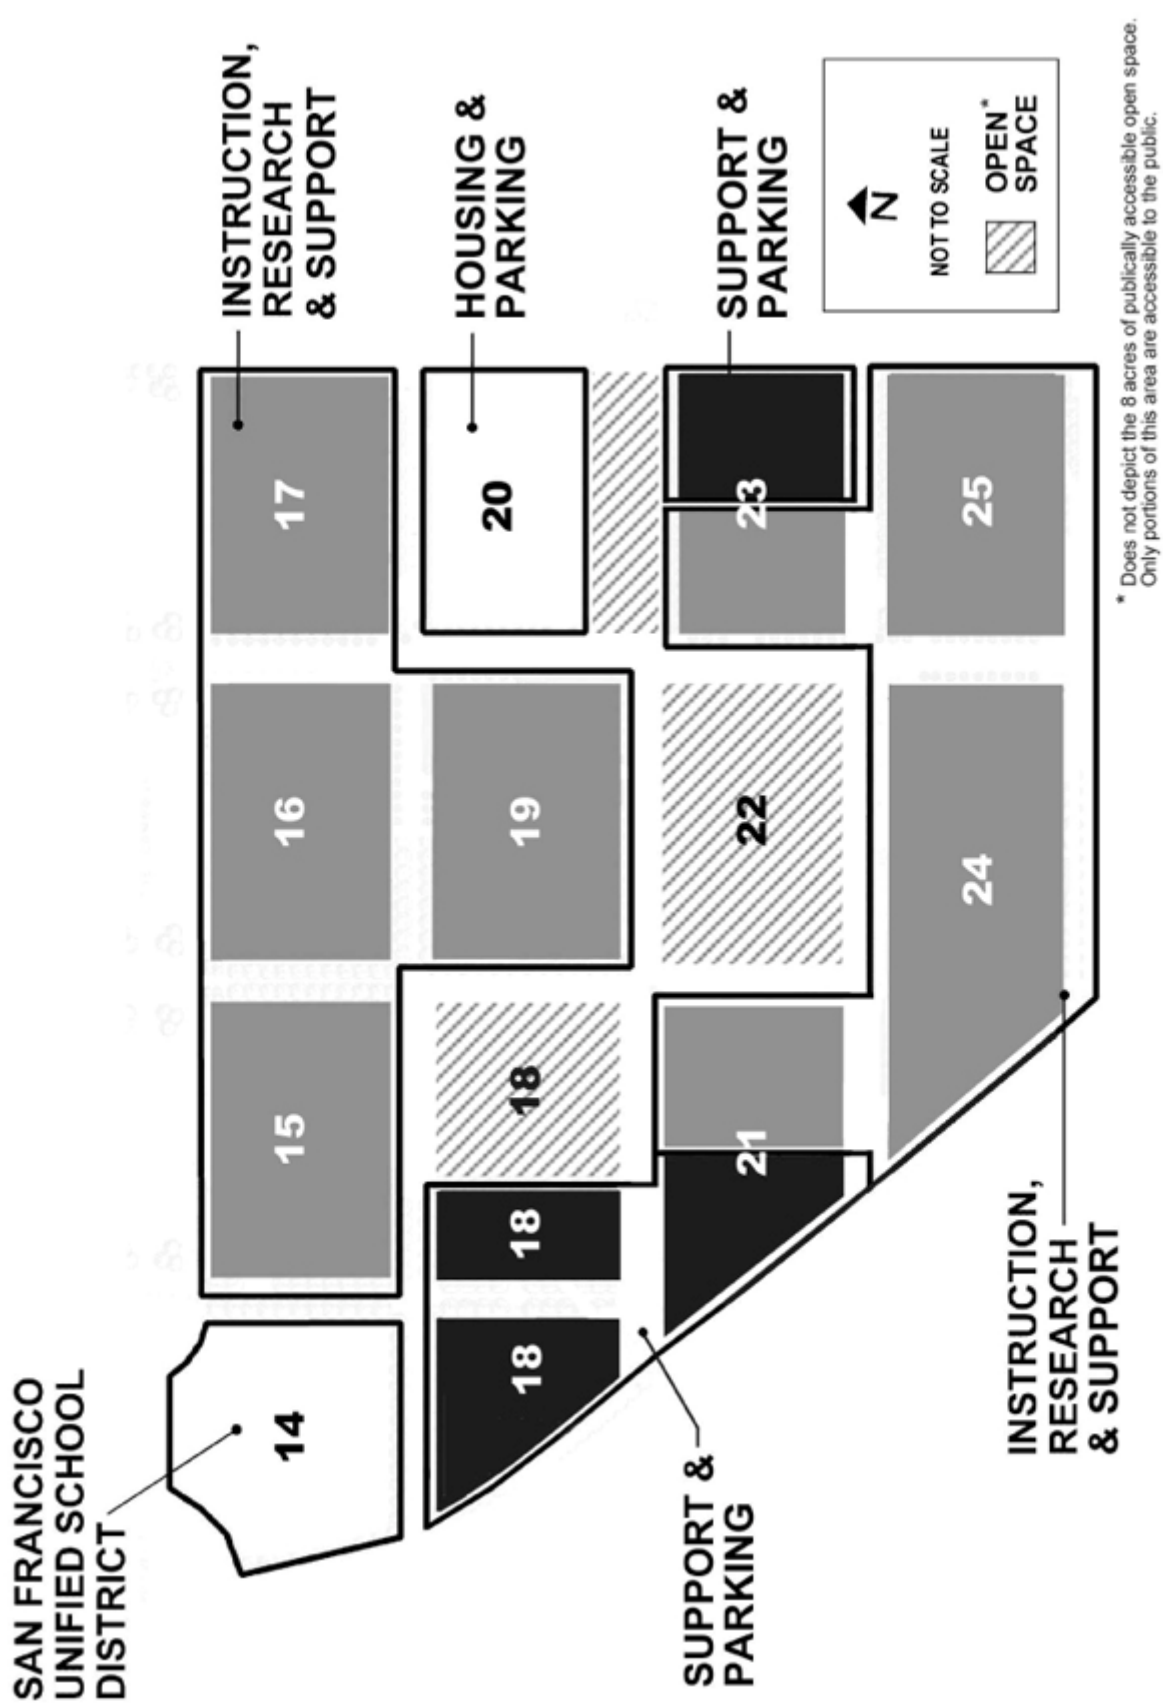 SAN FRANCISCO
UNIFIED SCHOOL
DISTRICT
INSTRUCTION,
RESEARCH
& SUPPORT
14
15
16
17
HOUSING &
PARKING
18
18
18
19
20
SUPPORT &
PARKING
21
22
23
SUPPORT &
PARKING
24
25
INSTRUCTION,
RESEARCH
& SUPPORT
N
NOT TO SCALE
OPEN*
SPACE
* Does not depict the 8 acres of publically accessible open space.
Only portions of this area are accessible to the public.